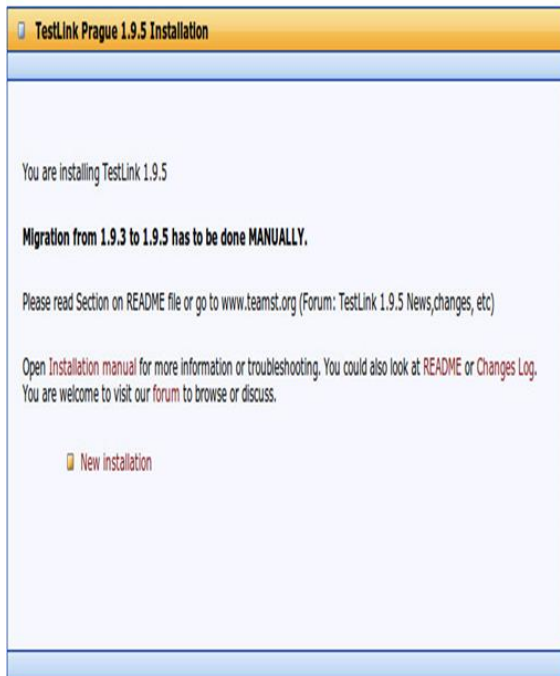 TestLink Prague 1.9.5 Installation
You are installing TestLink 1.9.5
Migration from 1.9.3 to 1.9.5 has to be done MANUALLY.
Please read Section on README file or go to www.teamst.org (Forum: TestLink 1.9.5 News,changes, etc)
Open Installation manual for more information or troubleshooting. You could also look at README or Changes Log.
You are welcome to visit our forum to browse or discuss.
New installation